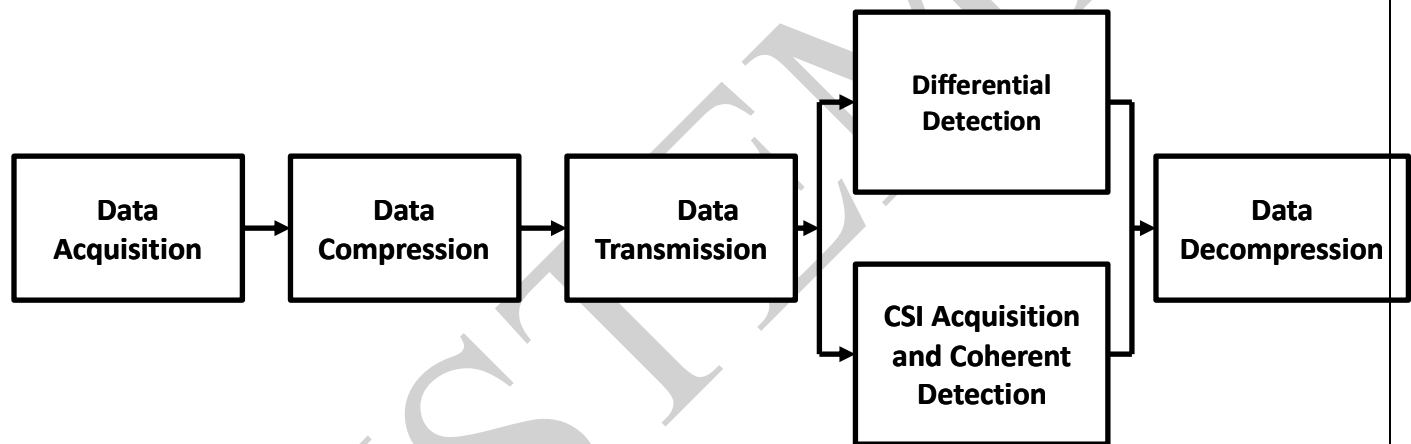 Differential
Detection
Data
Acquisition
Data
Compression
Data
Transmission
Data
Decompression
CSI Acquisition
and Coherent
Detection